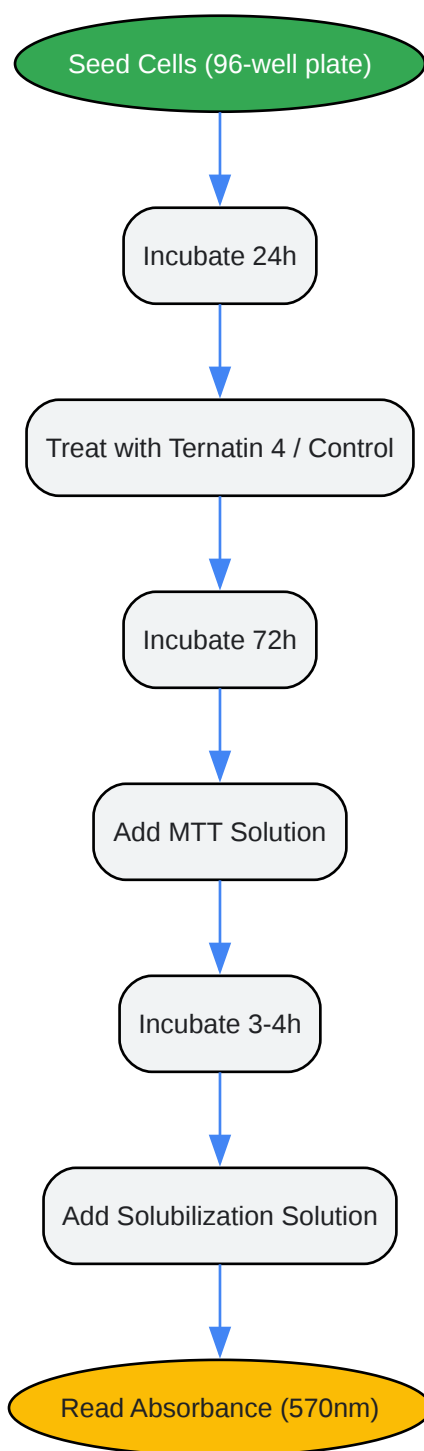 Seed Cells (96-well plate)
Incubate 24h
Treat with Ternatin 4 / Control
Incubate 72h
Add MTT Solution
Incubate 3-4h
Add Solubilization Solution
Read Absorbance (570nm)